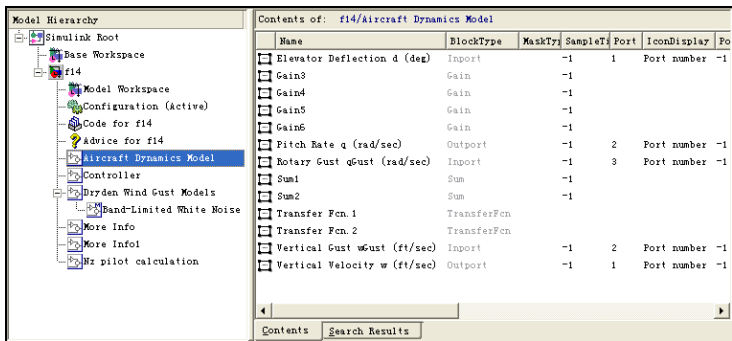 Model Hierarchy
Simulink Root
Base Workspace
f14
Model Workspace
Configuration (Active)
Code for f14
Advice for f14
Aircraft Dynamics Model
Controller
Dryden Wind Gust Models
Band-Limited White Noise
More Info
More Info1
Nz pilot calculation
Contents of: f14/Aircraft Dynamics Model
Name BlockType MaskTy SampleTi Port IconDisplay Po
Elevator Deflection d (deg) Inport -1 1 Port number -1
Gain3 Gain -1
Gain4 Gain -1
Gain5 Gain -1
Gain6 Gain -1
Pitch Rate q (rad/sec) Outport -1 2 Port number -1
Rotary Gust qGust (rad/sec) Inport -1 3 Port number -1
Sum1 Sum -1
Sum2 Sum -1
Transfer Fcn.1 TransferFcn
Transfer Fcn.2 TransferFcn
Vertical Gust wGust (ft/sec) Inport -1 2 Port number -1
Vertical Velocity w (ft/sec) Outport -1 1 Port number -1
Contents Search Results